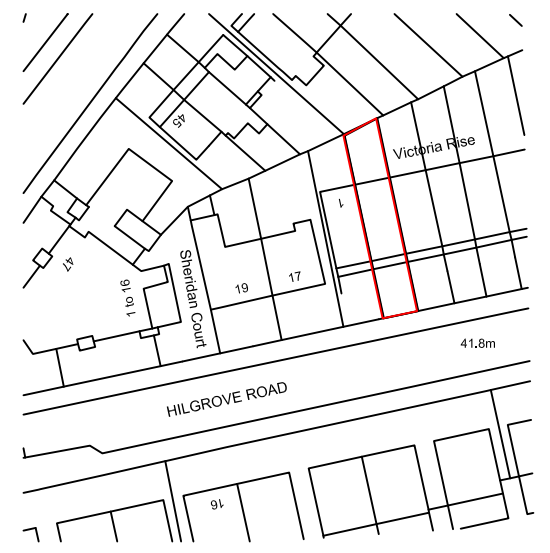 45
Victoria Rise
1
47
1 to 16
Sheridan Court
19
17
41.8m
HILGROVE ROAD
16